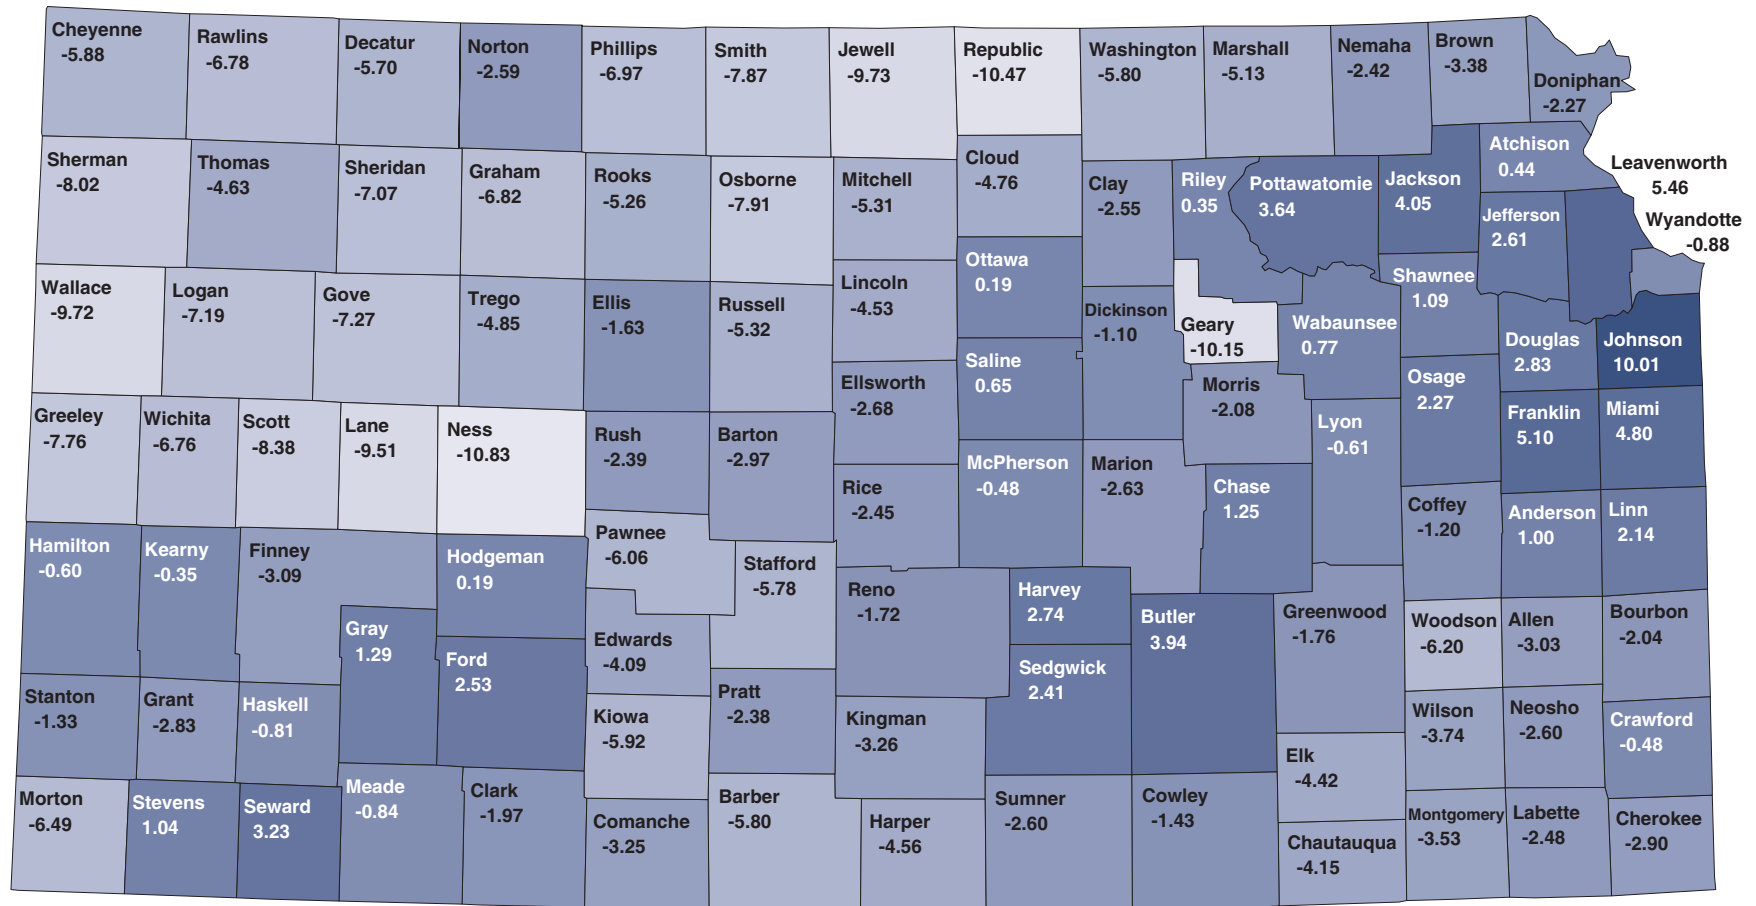 Cheyenne
-5.88
Rawlins
-6.78
Decatur
-5.70
Norton
-2.59
Phillips
-6.97
Smith
-7.87
Jewell
-9.73
Republic
-10.47
Washington
-5.80
Marshall
-5.13
Nemaha
-2.42
Brown
-3.38
Doniphan
-2.27
Sherman
-8.02
Thomas
-4.63
Sheridan
-7.07
Graham
-6.82
Rooks
-5.26
Osborne
-7.91
Mitchell
-5.31
Cloud
-4.76
Clay
-2.55
Riley
0.35
Pottawatomie
3.64
Jackson
4.05
Atchison
0.44
Leavenworth
5.46
Jefferson
2.61
Wyandotte
-0.88
Wallace
-9.72
Logan
-7.19
Gove
-7.27
Trego
-4.85
Ellis
-1.63
Russell
-5.32
Lincoln
-4.53
Ottawa
0.19
Dickinson
-1.10
Geary
-10.15
Wabaunsee
0.77
Shawnee
1.09
Douglas
2.83
Johnson
10.01
Saline
0.65
Ellsworth
-2.68
Morris
-2.08
Osage
2.27
Franklin
5.10
Miami
4.80
Greeley
-7.76
Wichita
-6.76
Scott
-8.38
Lane
-9.51
Ness
-10.83
Rush
-2.39
Barton
-2.97
Rice
-2.45
McPherson
-0.48
Marion
-2.63
Chase
1.25
Lyon
-0.61
Coffey
-1.20
Anderson
1.00
Linn
2.14
Hamilton
-0.60
Kearny
-0.35
Finney
-3.09
Hodgeman
0.19
Pawnee
-6.06
Stafford
-5.78
Reno
-1.72
Harvey
2.74
Butler
3.94
Greenwood
-1.76
Woodson
-6.20
Allen
-3.03
Bourbon
-2.04
Gray
1.29
Ford
2.53
Edwards
-4.09
Sedgwick
2.41
Stanton
-1.33
Grant
-2.83
Haskell
-0.81
Kiowa
-5.92
Pratt
-2.38
Kingman
-3.26
Elk
-4.42
Wilson
-3.74
Neosho
-2.60
Crawford
-0.48
Morton
-6.49
Stevens
1.04
Seward
3.23
Meade
-0.84
Clark
-1.97
Comanche
-3.25
Barber
-5.80
Harper
-4.56
Sumner
-2.60
Cowley
-1.43
Chautauqua
-4.15
Montgomery
-3.53
Labette
-2.48
Cherokee
-2.90